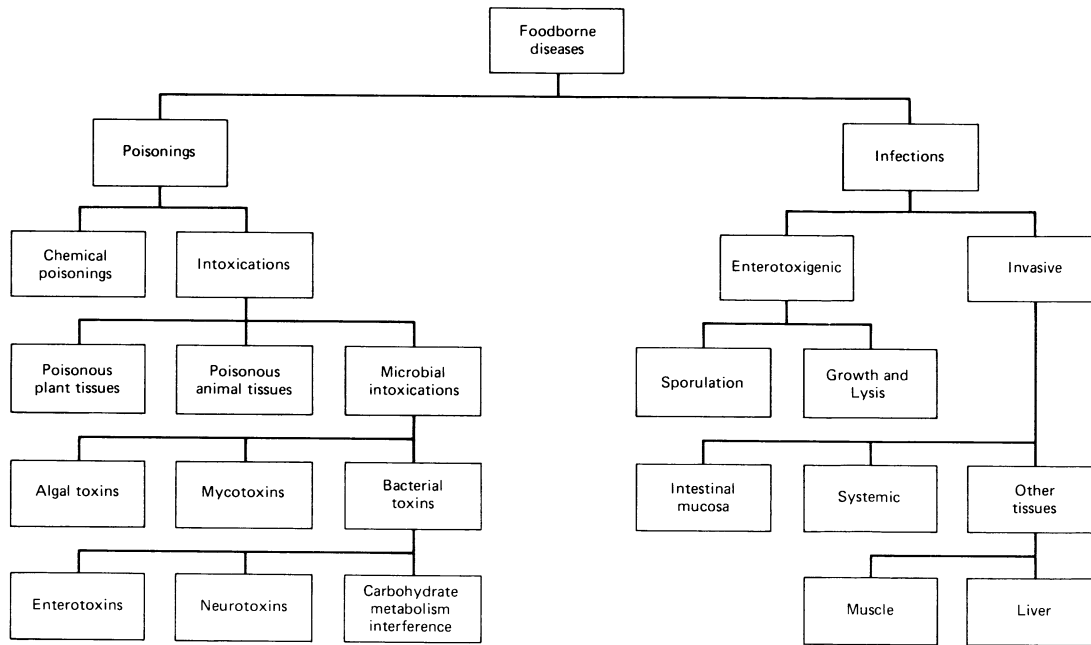 Foodborne
diseases
Poisonings
Infections
Chemical
poisonings
Intoxications
Enterotoxigenic
Invasive
Poisonous
plant tissues
Poisonous
animal tissues
Microbial
intoxications
Sporulation
Growth and
Lysis
Algal toxins
Mycotoxins
Bacterial
toxins
Intestinal
mucosa
Systemic
Other
tissues
Enterotoxins
Neurotoxins
Carbohydrate
metabolism
interference
Muscle
Liver